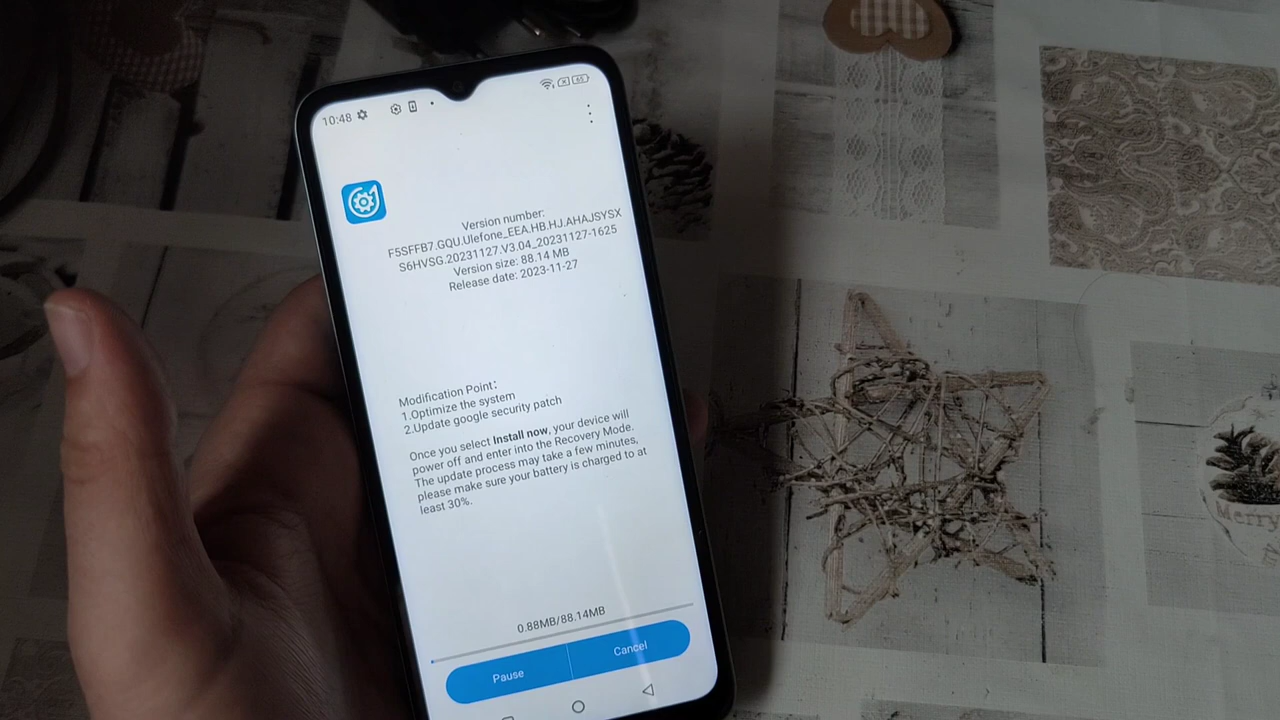 10:48
65
Version number:
F5SFFB7.GQU.Ulefone_EEA.HB.HJ.AHAJSYSX
S6HVSG.20231127.V3.04_20231127-1625
Version size: 88.14 MB
Release date: 2023-11-27
Modification Point:
1.Optimize the system
2.Update google security patch
Once you select Install now, your device will
power off and enter into the Recovery Mode.
The update process may take a few minutes,
please make sure your battery is charged to at
least 30%.
0.88MB/88.14MB
Pause
Cancel
Merry